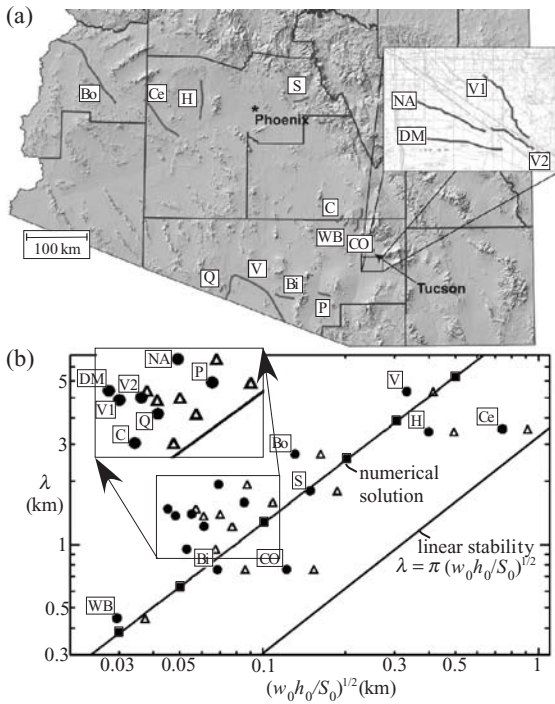 (a)
Bo
Ce
H
S
*
Phoenix
NA
V1
DM
V2
C
WB
CO
100 km
Q
V
Bi
P
Tucson
(b)
NA
P
DM
V2
V1
Q
C
V
H
Ce
Bo
S
numerical
solution
Bi
CO
WB
linear stability
λ = π (w₀h₀/S₀)^1/2
λ
(km)
5
3
1
0.5
0.3
0.03
0.05
0.1
0.3
0.5
1
(w₀h₀/S₀)^1/2 (km)